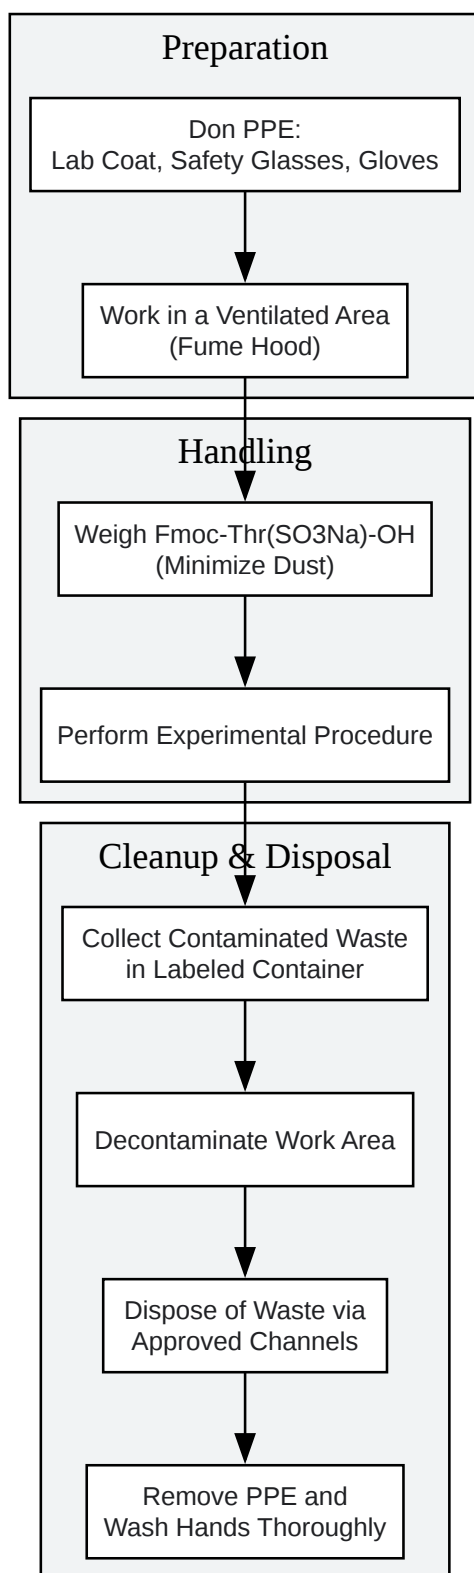 Preparation
Don PPE:
Lab Coat, Safety Glasses, Gloves
Work in a Ventilated Area
(Fume Hood)
Handling
Weigh Fmoc-Thr(SO3Na)-OH
(Minimize Dust)
Perform Experimental Procedure
Cleanup & Disposal
Collect Contaminated Waste
in Labeled Container
Decontaminate Work Area
Dispose of Waste via
Approved Channels
Remove PPE and
Wash Hands Thoroughly